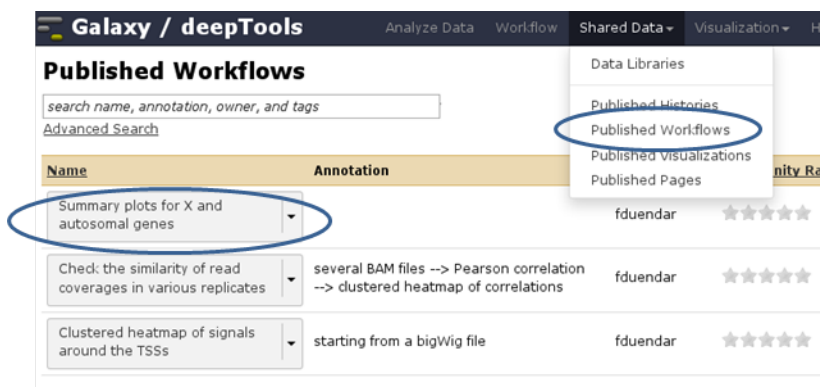 Galaxy / deepTools
Analyze Data Workflow Shared Data Visualization
Published Workflows
Data Libraries
search name, annotation, owner, and tags
Published Histories
Advanced Search
Published Workflows
Published Visualizations
Published Pages
Name Annotation
Summary plots for X and
autosomal genes
fduendar
Check the similarity of read
coverages in various replicates
several BAM files --> Pearson correlation
--> clustered heatmap of correlations
fduendar
Clustered heatmap of signals
around the TSSs
starting from a bigWig file
fduendar